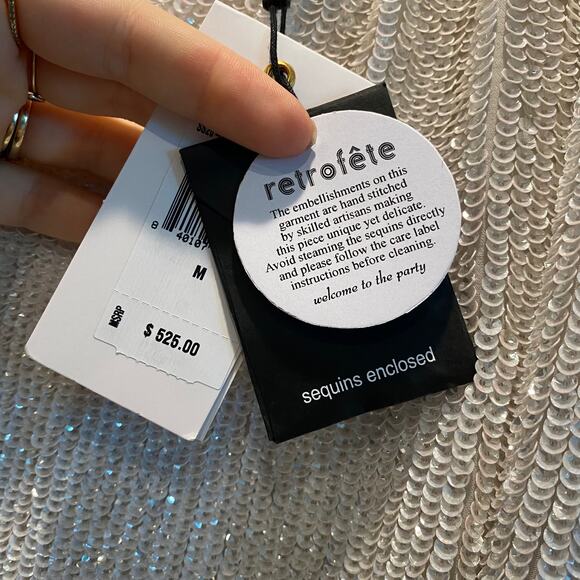 retrofête
The embellishments on this
garment are hand stitched
by skilled artisans making
this piece unique yet delicate.
Avoid steaming the sequins directly
and please follow the care label
instructions before cleaning.
welcome to the party
sequins enclosed
8 40107
M
MSRP
$ 525.00